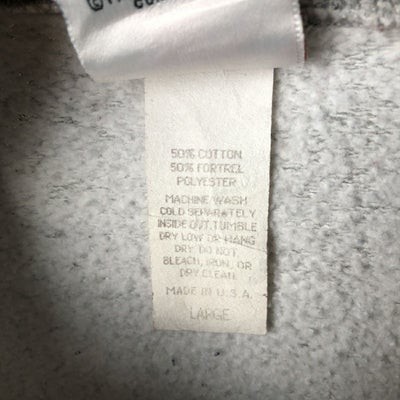 50% COTTON
50% FORTREL
POLYESTER
MACHINE WASH
COLD SEPARATELY
INSIDE OUT, TUMBLE
DRY LOW OR HANG
DRY. DO NOT
BLEACH, IRON, OR
DRY CLEAN.
MADE IN U.S.A.
LARGE